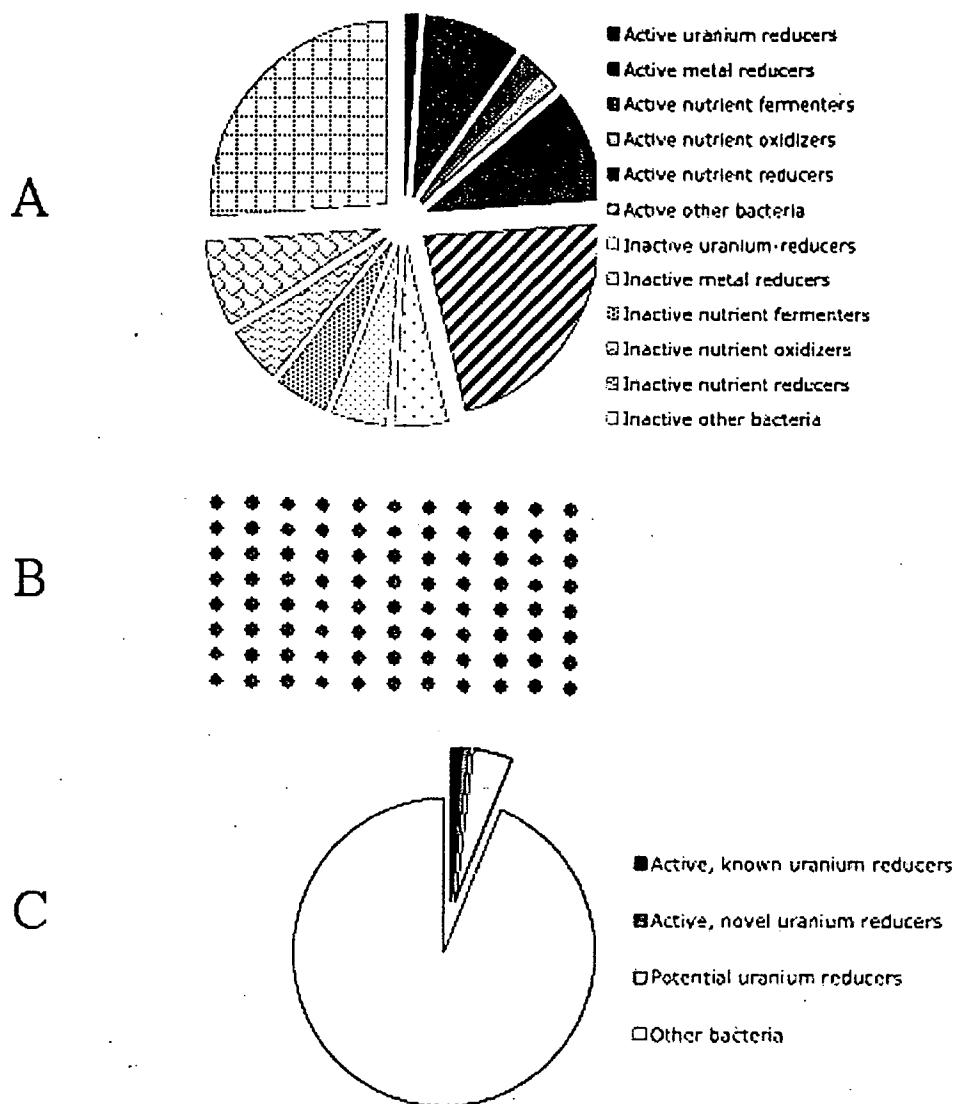 A
Active uranium reducers
Active metal reducers
Active nutrient fermenters
Active nutrient oxidizers
Active nutrient reducers
Active other bacteria
Inactive uranium-reducers
Inactive metal reducers
Inactive nutrient fermenters
Inactive nutrient oxidizers
Inactive nutrient reducers
Inactive other bacteria
B
C
Active, known uranium reducers
Active, novel uranium reducers
Potential uranium reducers
Other bacteria